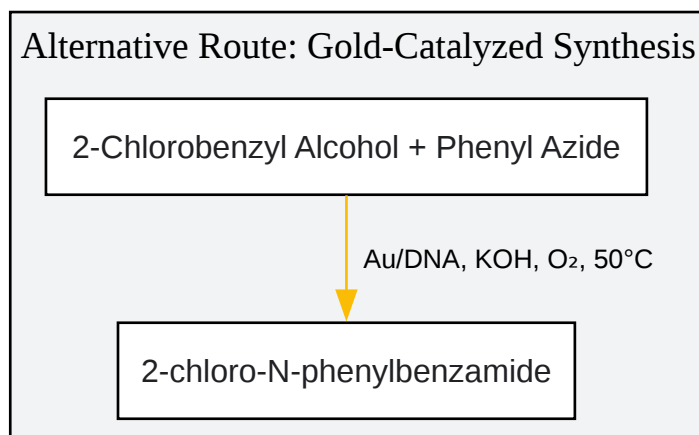 Alternative Route: Gold-Catalyzed Synthesis
2-Chlorobenzyl Alcohol + Phenyl Azide
Au/DNA, KOH, O₂, 50°C
2-chloro-N-phenylbenzamide